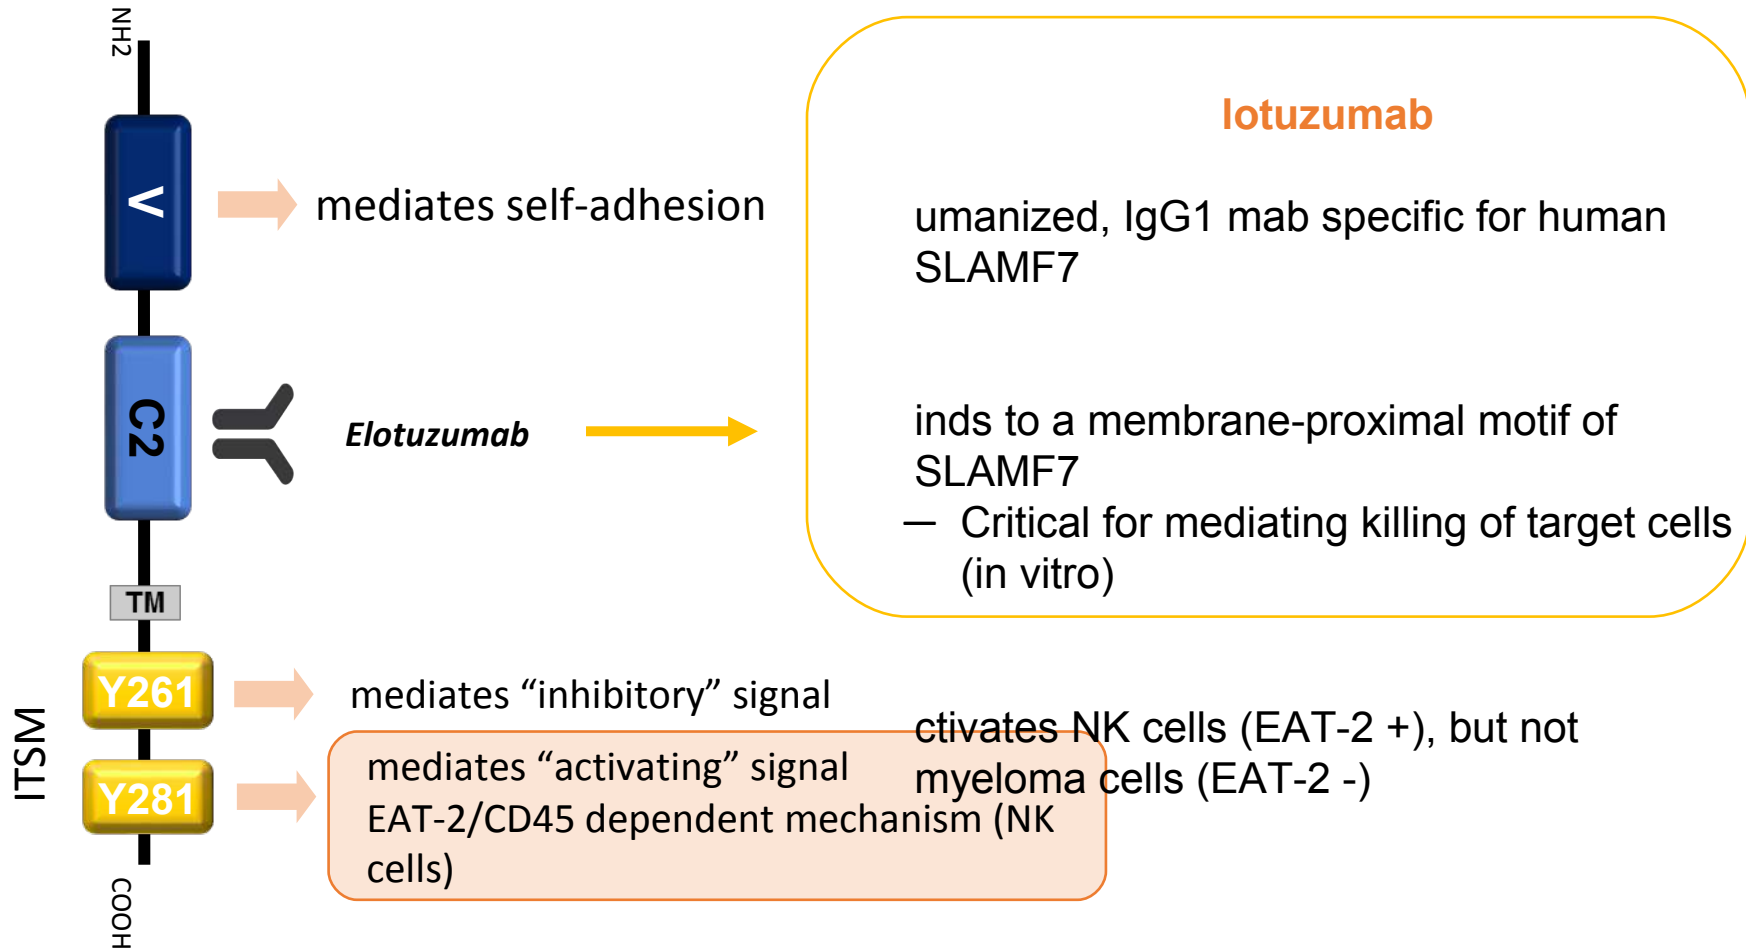 NH2
V
mediates self-adhesion
C2
Elotuzumab
TM
ITSM
Y261
mediates “inhibitory” signal
Y281
mediates “activating” signal
EAT-2/CD45 dependent mechanism (NK
cells)
COOH
lotuzumab
umanized, IgG1 mab specific for human
SLAMF7
inds to a membrane-proximal motif of
SLAMF7
— Critical for mediating killing of target cells
(in vitro)
ctivates NK cells (EAT-2 +), but not
myeloma cells (EAT-2 -)